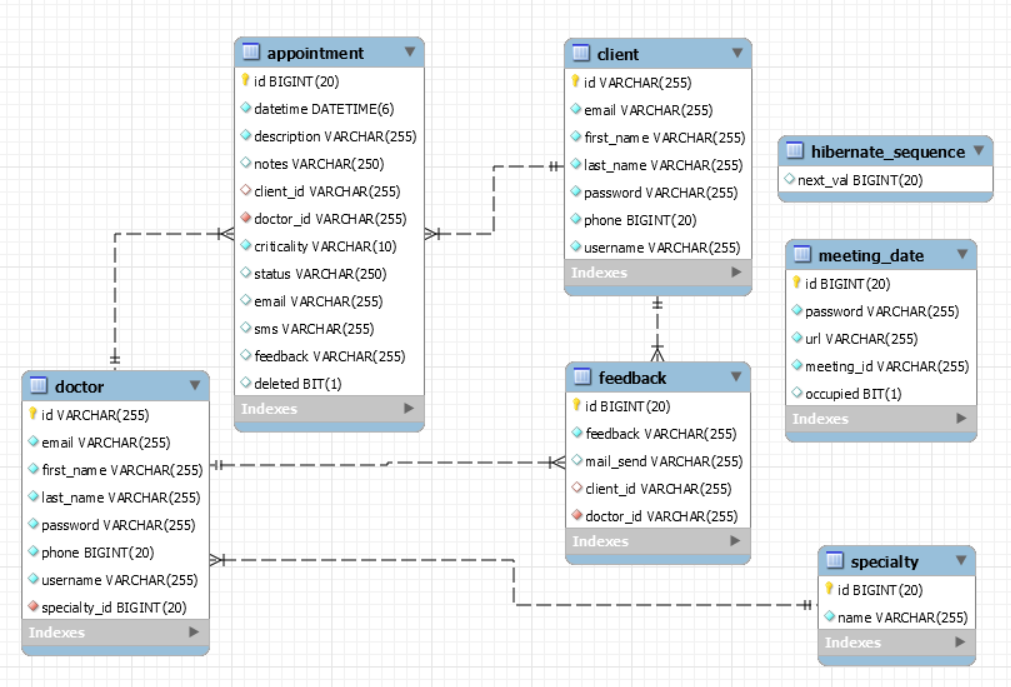 appointment
id BIGINT(20)
datetime DATETIME(6)
description VARCHAR(255)
notes VARCHAR(250)
client_id VARCHAR(255)
doctor_id VARCHAR(255)
criticality VARCHAR(10)
status VARCHAR(250)
email VARCHAR(255)
sms VARCHAR(255)
feedback VARCHAR(255)
deleted BIT(1)
Indexes
client
id VARCHAR(255)
email VARCHAR(255)
first_name VARCHAR(255)
last_name VARCHAR(255)
password VARCHAR(255)
phone BIGINT(20)
username VARCHAR(255)
Indexes
hibernate_sequence
next_val BIGINT(20)
meeting_date
id BIGINT(20)
password VARCHAR(255)
url VARCHAR(255)
meeting_id VARCHAR(255)
occupied BIT(1)
Indexes
doctor
id VARCHAR(255)
email VARCHAR(255)
first_name VARCHAR(255)
last_name VARCHAR(255)
password VARCHAR(255)
phone BIGINT(20)
username VARCHAR(255)
specialty_id BIGINT(20)
Indexes
feedback
id BIGINT(20)
feedback VARCHAR(255)
mail_send VARCHAR(255)
client_id VARCHAR(255)
doctor_id VARCHAR(255)
Indexes
specialty
id BIGINT(20)
name VARCHAR(255)
Indexes